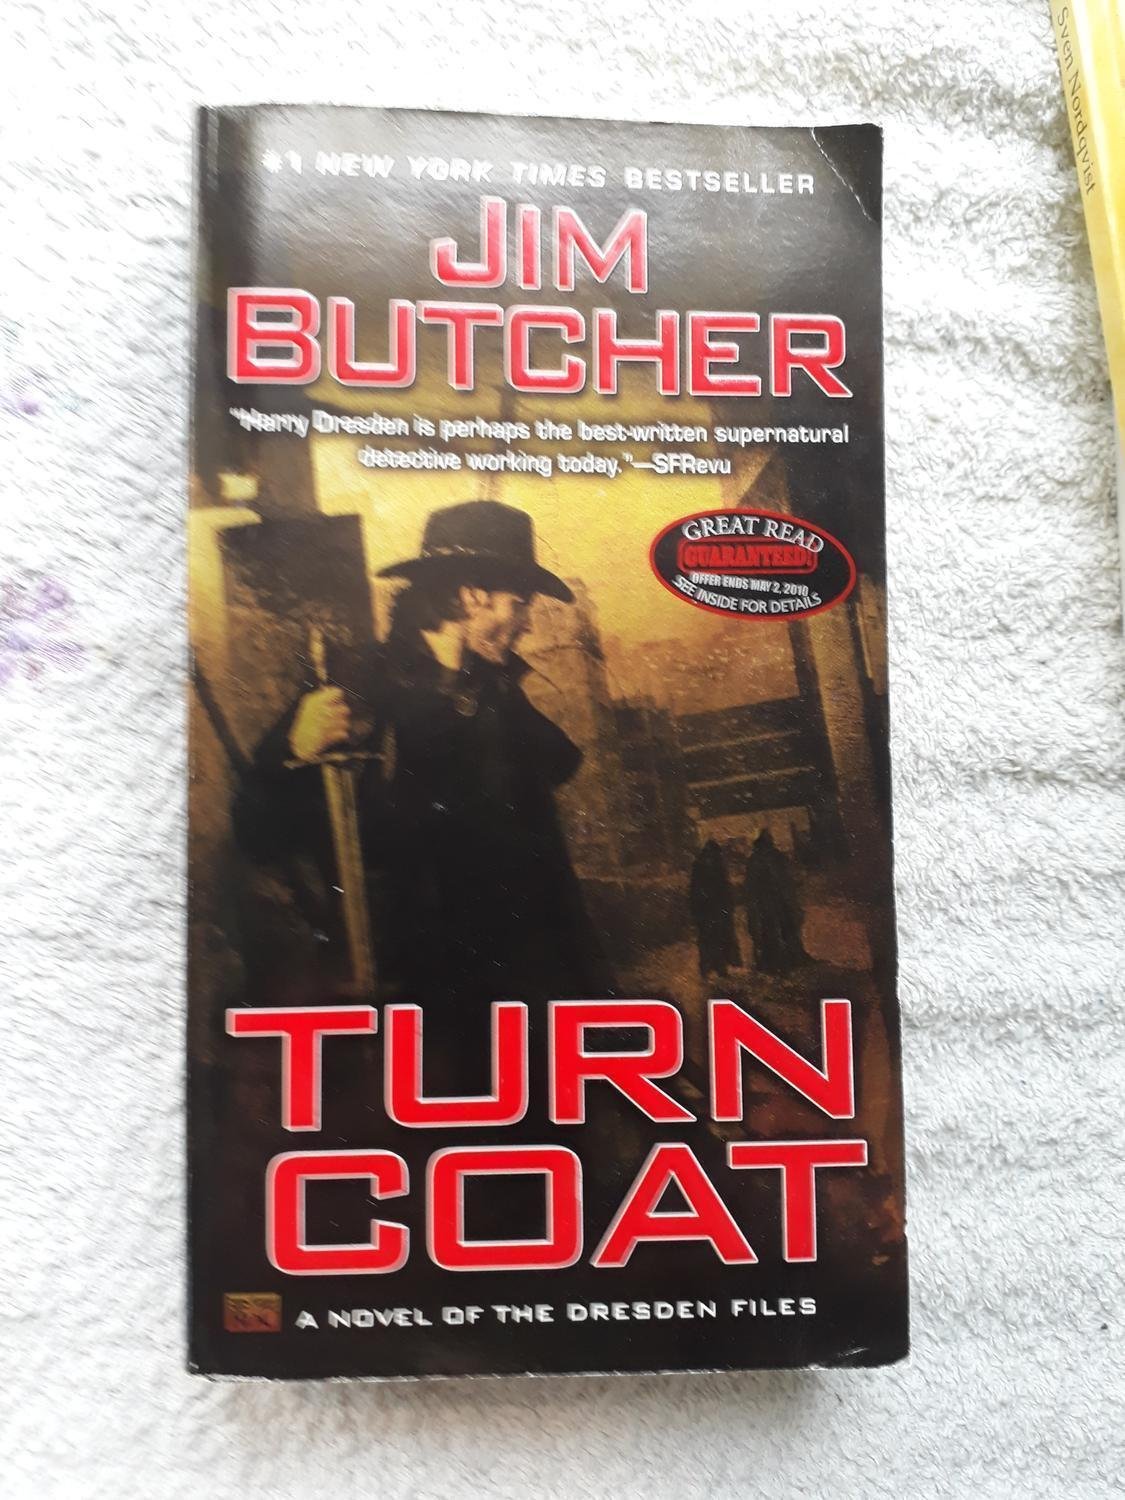 #1 NEW YORK TIMES BESTSELLER
JIM
BUTCHER
"Harry Dresden is perhaps the best-written supernatural
detective working today."—SFRevu
GREAT READ
GUARANTEED!
OFFER ENDS MAY 2, 2010
SEE INSIDE FOR DETAILS
TURN
COAT
A NOVEL OF THE DRESDEN FILES
Sven Nordqvist